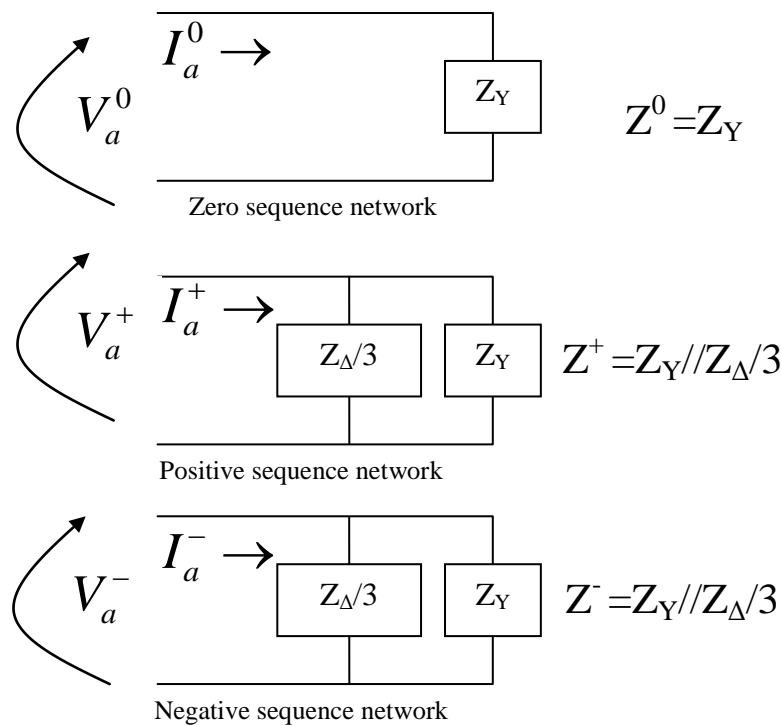 I_a^0 →
V_a^0
Z_Y
Z^0=Z_Y
Zero sequence network
I_a^+ →
V_a^+
Z_Δ/3
Z_Y
Z^+=Z_Y//Z_Δ/3
Positive sequence network
I_a^- →
V_a^-
Z_Δ/3
Z_Y
Z^-=Z_Y//Z_Δ/3
Negative sequence network